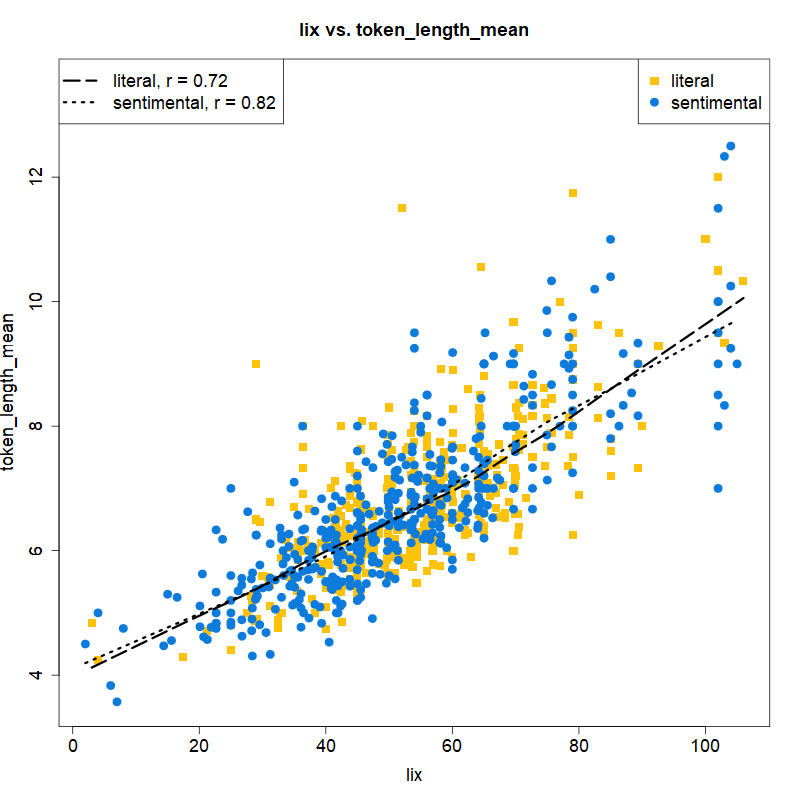 lix vs. token_length_mean
literal, r = 0.72
sentimental, r = 0.82
literal
sentimental
12
10
8
6
4
token_length_mean
0 20 40 60 80 100
lix